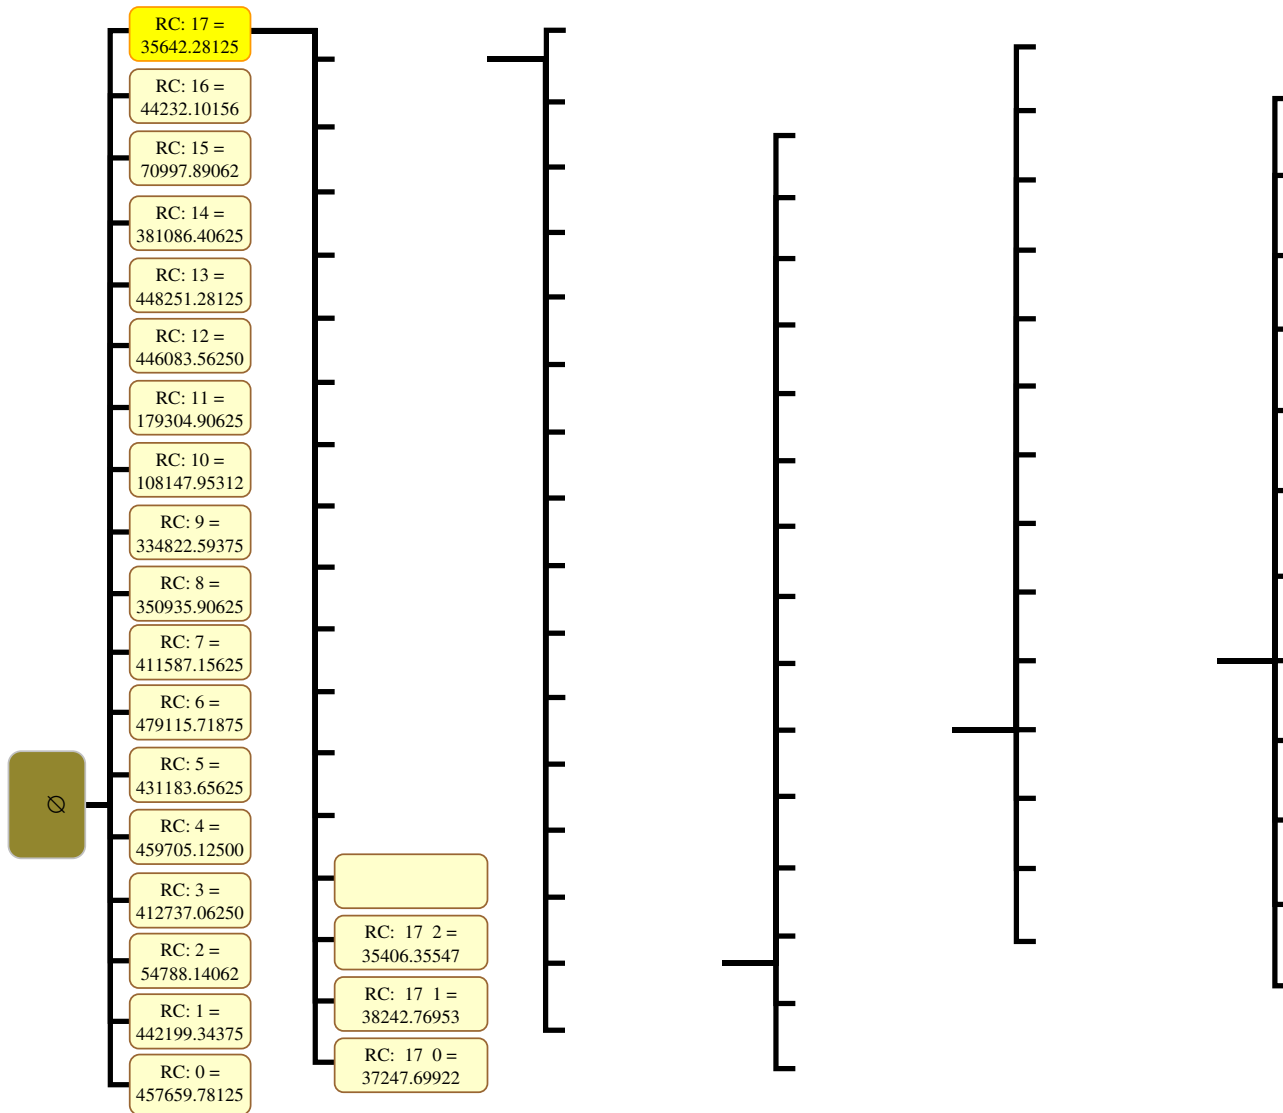 RC: 17 =
35642.28125
RC: 16 =
44232.10156
RC: 15 =
70997.89062
RC: 14 =
381086.40625
RC: 13 =
448251.28125
RC: 12 =
446083.56250
RC: 11 =
179304.90625
RC: 10 =
108147.95312
RC: 9 =
334822.59375
RC: 8 =
350935.90625
RC: 7 =
411587.15625
RC: 6 =
479115.71875
RC: 5 =
431183.65625
∅
RC: 4 =
459705.12500
RC: 3 =
412737.06250
RC: 2 =
54788.14062
RC: 1 =
442199.34375
RC: 0 =
457659.78125
RC: 17 2 =
35406.35547
RC: 17 1 =
38242.76953
RC: 17 0 =
37247.69922